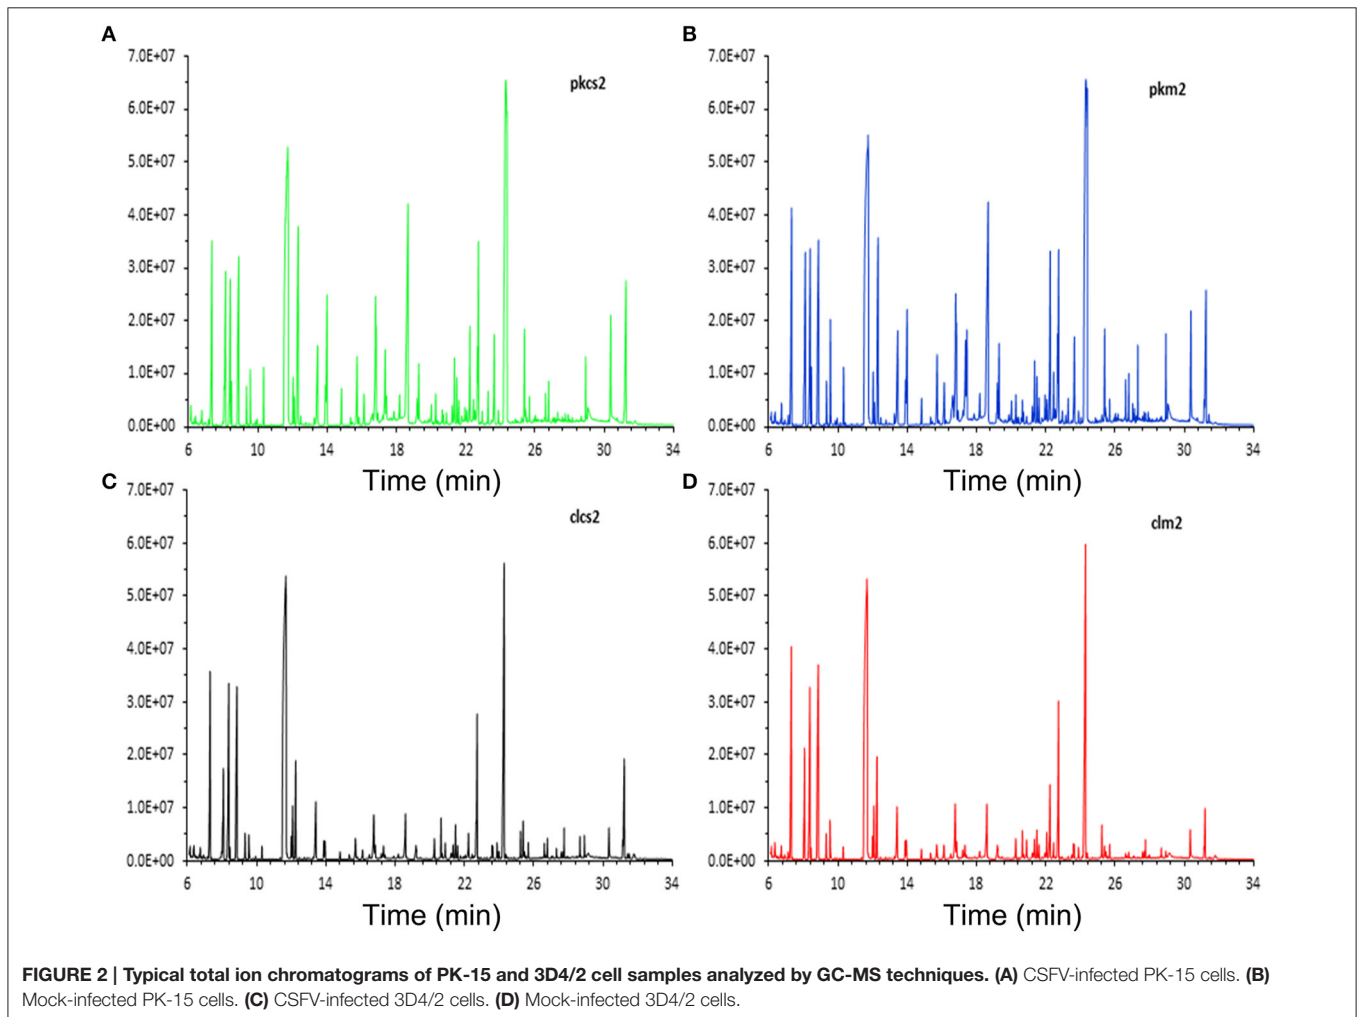 A
7.0E+07
6.0E+07
5.0E+07
4.0E+07
3.0E+07
2.0E+07
1.0E+07
0.0E+00
pkcs2
6 10 14 18 22 26 30 34
Time (min)
B
7.0E+07
6.0E+07
5.0E+07
4.0E+07
3.0E+07
2.0E+07
1.0E+07
0.0E+00
pkm2
6 10 14 18 22 26 30 34
Time (min)
C
7.0E+07
6.0E+07
5.0E+07
4.0E+07
3.0E+07
2.0E+07
1.0E+07
0.0E+00
clcs2
6 10 14 18 22 26 30 34
Time (min)
D
7.0E+07
6.0E+07
5.0E+07
4.0E+07
3.0E+07
2.0E+07
1.0E+07
0.0E+00
clm2
6 10 14 18 22 26 30 34
Time (min)
FIGURE 2 | Typical total ion chromatograms of PK-15 and 3D4/2 cell samples analyzed by GC-MS techniques. (A) CSFV-infected PK-15 cells. (B)
Mock-infected PK-15 cells. (C) CSFV-infected 3D4/2 cells. (D) Mock-infected 3D4/2 cells.